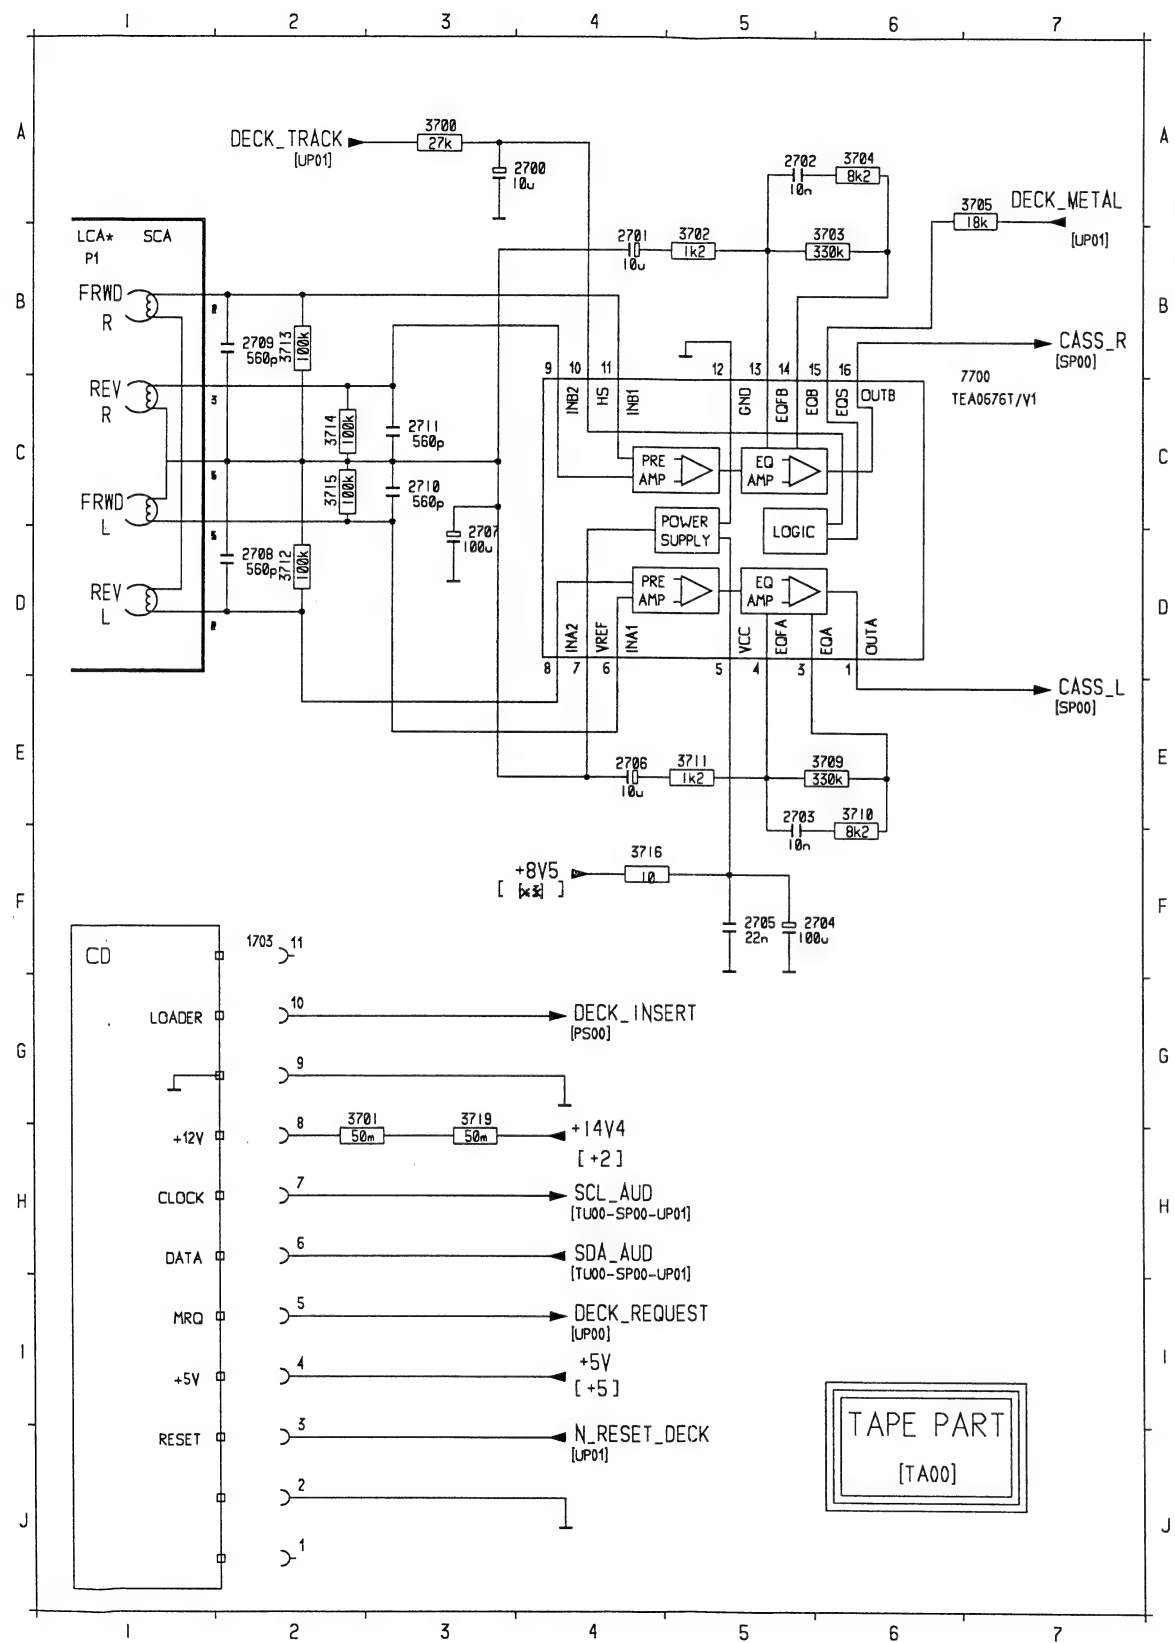 1 2 3 4 5 6 7
A A
DECK_TRACK
[UP01]
3700
27k
2700
10u
2702
10n
3704
8k2
3705
18k
DECK_METAL
[UP01]
LCA* SCA
P1
2701
10u
3702
1k2
3703
330k
B B
FRWD
R
2
2709
560p
3713
100k
CASS_R
[SP00]
9 10 11 12 13 14 15 16
7700
TEA0676T/V1
INB2 HS INB1 GND EQFB EQB EQS OUTB
REV
R
3
3714
100k
2711
560p
C C
PRE
AMP
EQ
AMP
5
3715
100k
2710
560p
FRWD
L
5
2707
100u
POWER
SUPPLY
LOGIC
2708
560p
3712
100k
D D
REV
L
2
PRE
AMP
EQ
AMP
INA2 VREF INA1 VCC EQFA EQA OUTA
8 7 6 5 4 3 1
CASS_L
[SP00]
E E
2706
10u
3711
1k2
3709
330k
2703
10n
3710
8k2
+8V5
3716
10
F F
2705
22n
2704
100u
CD
1703 11
LOADER 10 DECK_INSERT
[PS00]
G G
9
+12V 8
3701
50m
3719
50m
+14V4
[+2]
H H
CLOCK 7 SCL_AUD
[TU00-SP00-UP01]
DATA 6 SDA_AUD
[TU00-SP00-UP01]
MRQ 5 DECK_REQUEST
[UP00]
I I
+5V 4 +5V
[+5]
RESET 3 N_RESET_DECK
[UP01]
TAPE PART
[TA00]
2
J J
1
1 2 3 4 5 6 7